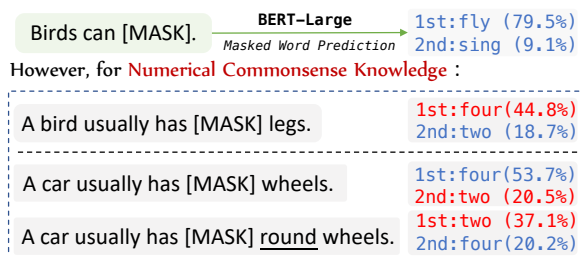 Birds can [MASK].
BERT-Large
Masked Word Prediction
1st:fly (79.5%)
2nd:sing (9.1%)
However, for Numerical Commonsense Knowledge :
A bird usually has [MASK] legs.
1st:four(44.8%)
2nd:two (18.7%)
A car usually has [MASK] wheels.
1st:four(53.7%)
2nd:two (20.5%)
A car usually has [MASK] round wheels.
1st:two (37.1%)
2nd:four(20.2%)